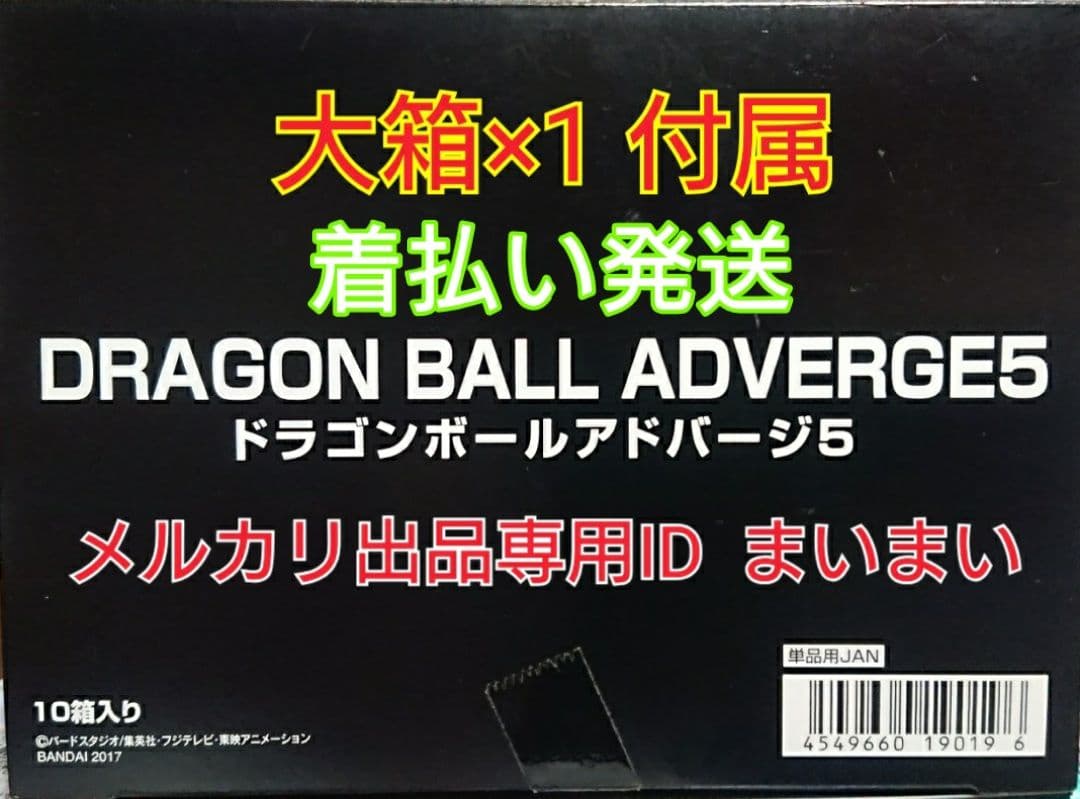 大箱×1 付属
着払い発送
DRAGON BALL ADVERGE5
ドラゴンボールアドバージ5
メルカリ出品専用ID まいまい
単品用JAN
4549660 19019 6
10箱入り
©バードスタジオ/集英社・フジテレビ・東映アニメーション
BANDAI 2017